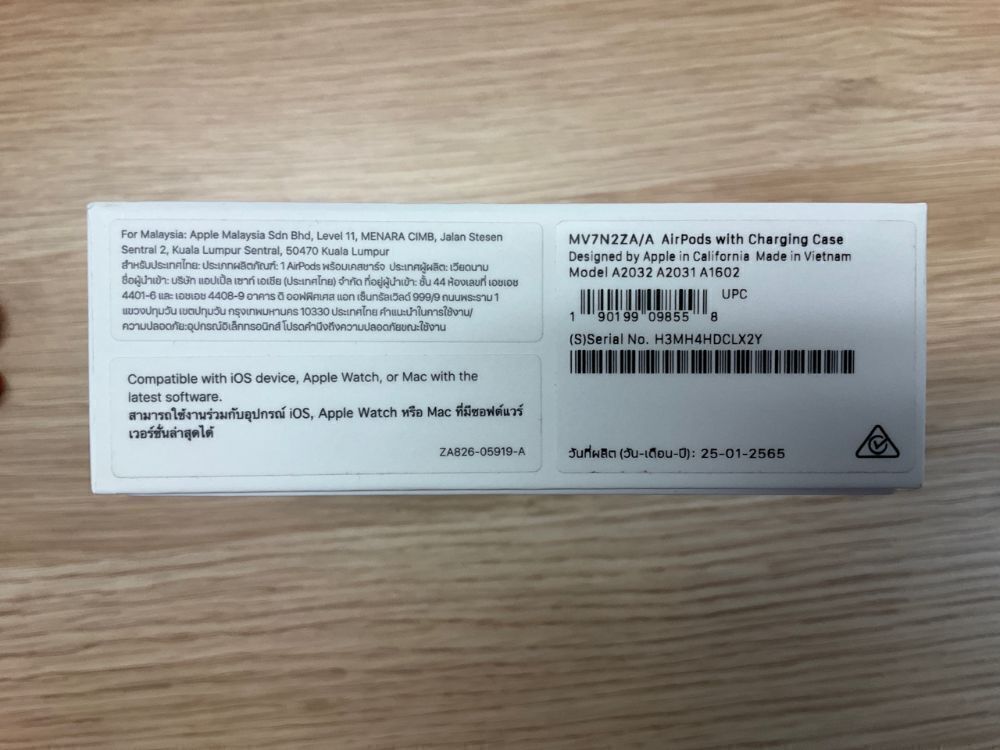 For Malaysia: Apple Malaysia Sdn Bhd, Level 11, MENARA CIMB, Jalan Stesen
Sentral 2, Kuala Lumpur Sentral, 50470 Kuala Lumpur
สำหรับประเทศไทย: ประเภทผลิตภัณฑ์: 1 AirPods พร้อมเคสชาร์จ ประเทศผู้ผลิต: เวียดนาม
ชื่อผู้นำเข้า: บริษัท แอปเปิ้ล เซาท์ เอเชีย (ประเทศไทย) จำกัด ที่อยู่ผู้นำเข้า: ชั้น 44 ห้องเลขที่ เอชเอช
4401-6 และ เอชเอช 4408-9 อาคาร ดิ ออฟฟิศเศส แอท เซ็นทรัลเวิลด์ 999/9 ถนนพระราม 1
แขวงปทุมวัน เขตปทุมวัน กรุงเทพมหานคร 10330 ประเทศไทย คำแนะนำในการใช้งาน/
ความปลอดภัย:อุปกรณ์อิเล็กทรอนิกส์ โปรดคำนึงถึงความปลอดภัยขณะใช้งาน
Compatible with iOS device, Apple Watch, or Mac with the
latest software.
สามารถใช้งานร่วมกับอุปกรณ์ iOS, Apple Watch หรือ Mac ที่มีซอฟต์แวร์
เวอร์ชั่นล่าสุดได้
ZA826-05919-A
MV7N2ZA/A AirPods with Charging Case
Designed by Apple in California Made in Vietnam
Model A2032 A2031 A1602
UPC
1 90199 09855 8
(S)Serial No. H3MH4HDCLX2Y
วันที่ผลิต (วัน-เดือน-ปี): 25-01-2565